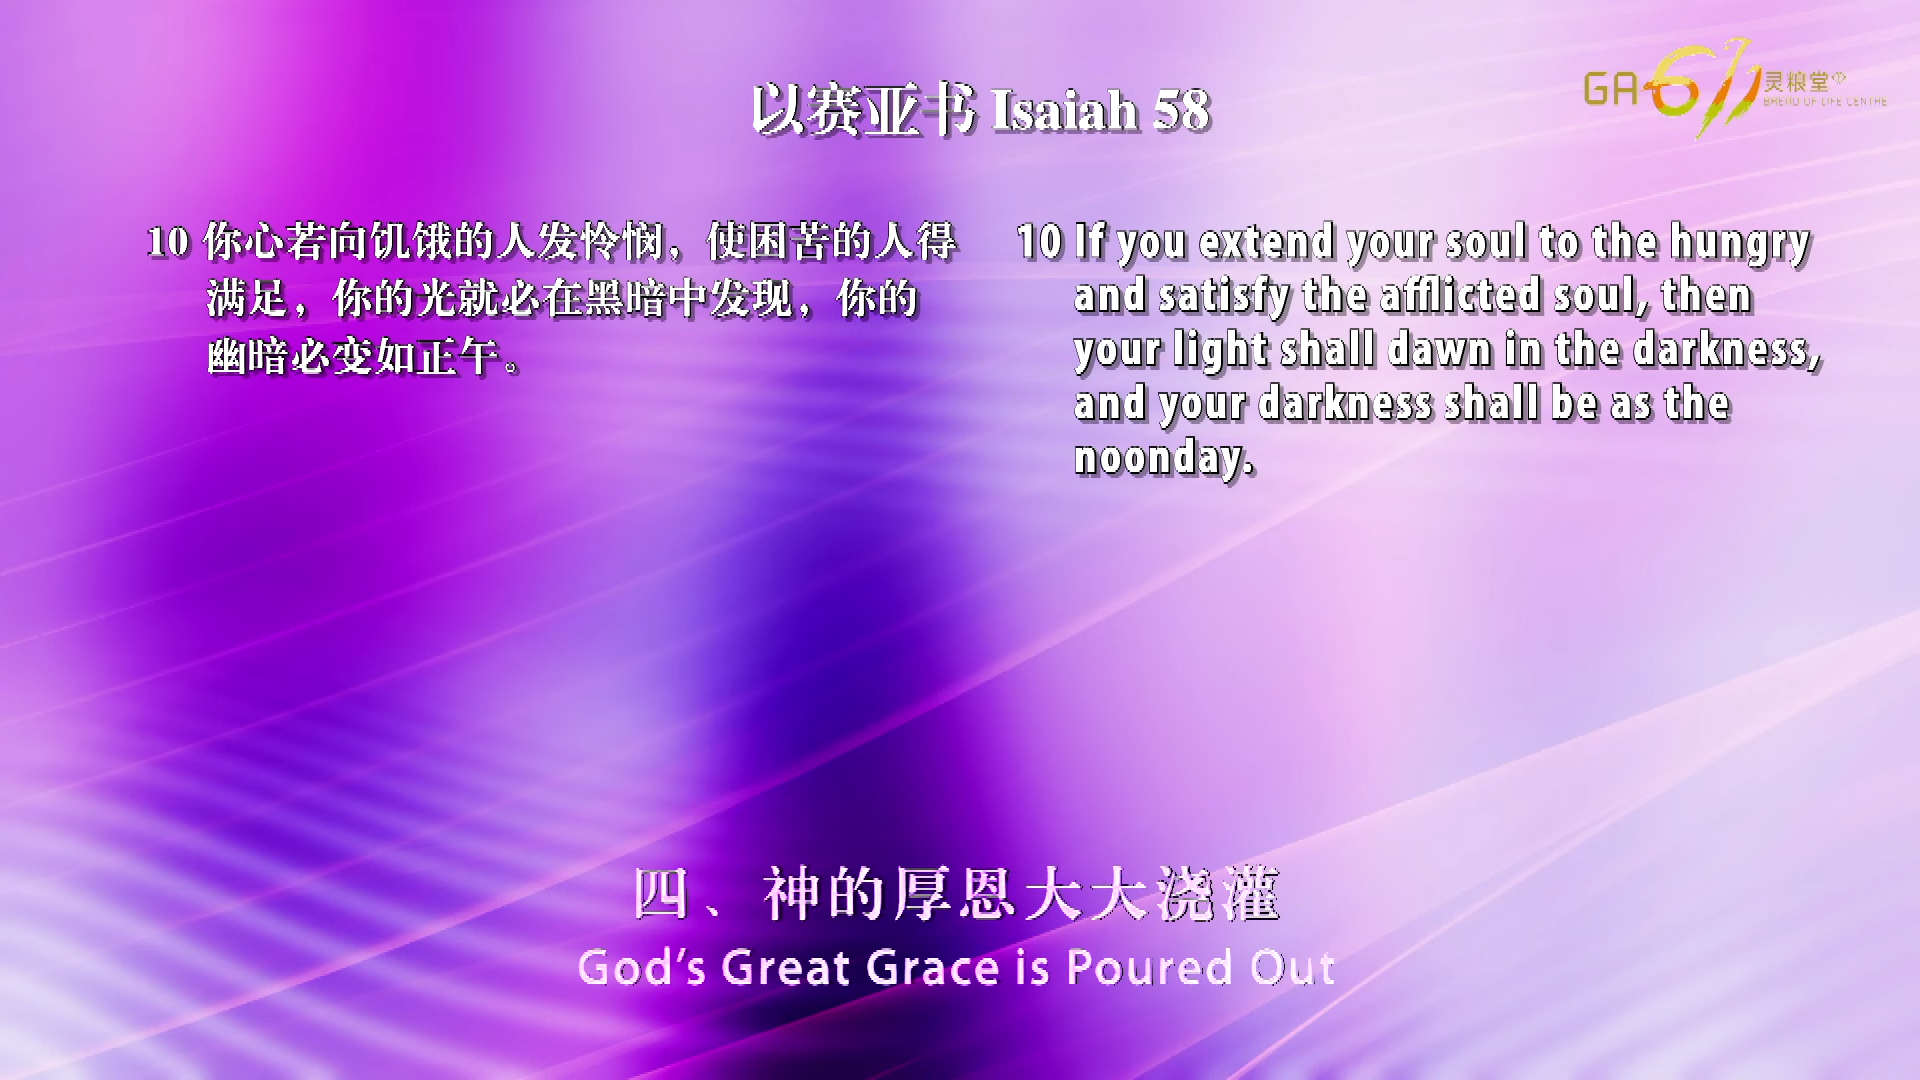 以赛亚书 Isaiah 58
GA 611 灵粮堂
BREAD OF LIFE CENTRE
10 你心若向饥饿的人发怜悯，使困苦的人得
满足，你的光就必在黑暗中发现，你的
幽暗必变如正午。
10 If you extend your soul to the hungry
and satisfy the afflicted soul, then
your light shall dawn in the darkness,
and your darkness shall be as the
noonday.
四、神的厚恩大大浇灌
God’s Great Grace is Poured Out